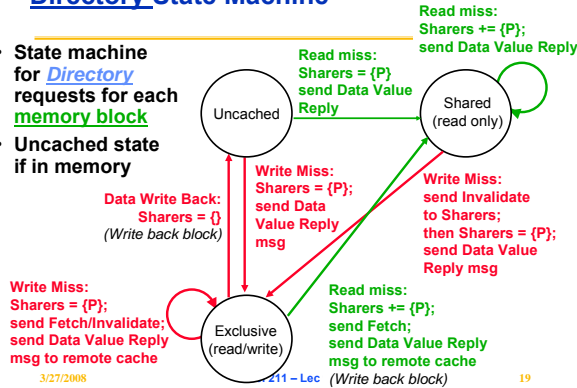 Directory State Machine
• State machine
for Directory
requests for each
memory block
• Uncached state
if in memory
Read miss:
Sharers += {P};
send Data Value Reply
Read miss:
Sharers = {P}
send Data Value
Reply
Uncached
Shared
(read only)
Data Write Back:
Sharers = {}
(Write back block)
Write Miss:
Sharers = {P};
send Data
Value Reply
msg
Write Miss:
send Invalidate
to Sharers;
then Sharers = {P};
send Data Value
Reply msg
Write Miss:
Sharers = {P};
send Fetch/Invalidate;
send Data Value Reply
msg to remote cache
Exclusive
(read/write)
Read miss:
Sharers += {P};
send Fetch;
send Data Value Reply
msg to remote cache
(Write back block)
3/27/2008
211 – Lec
19